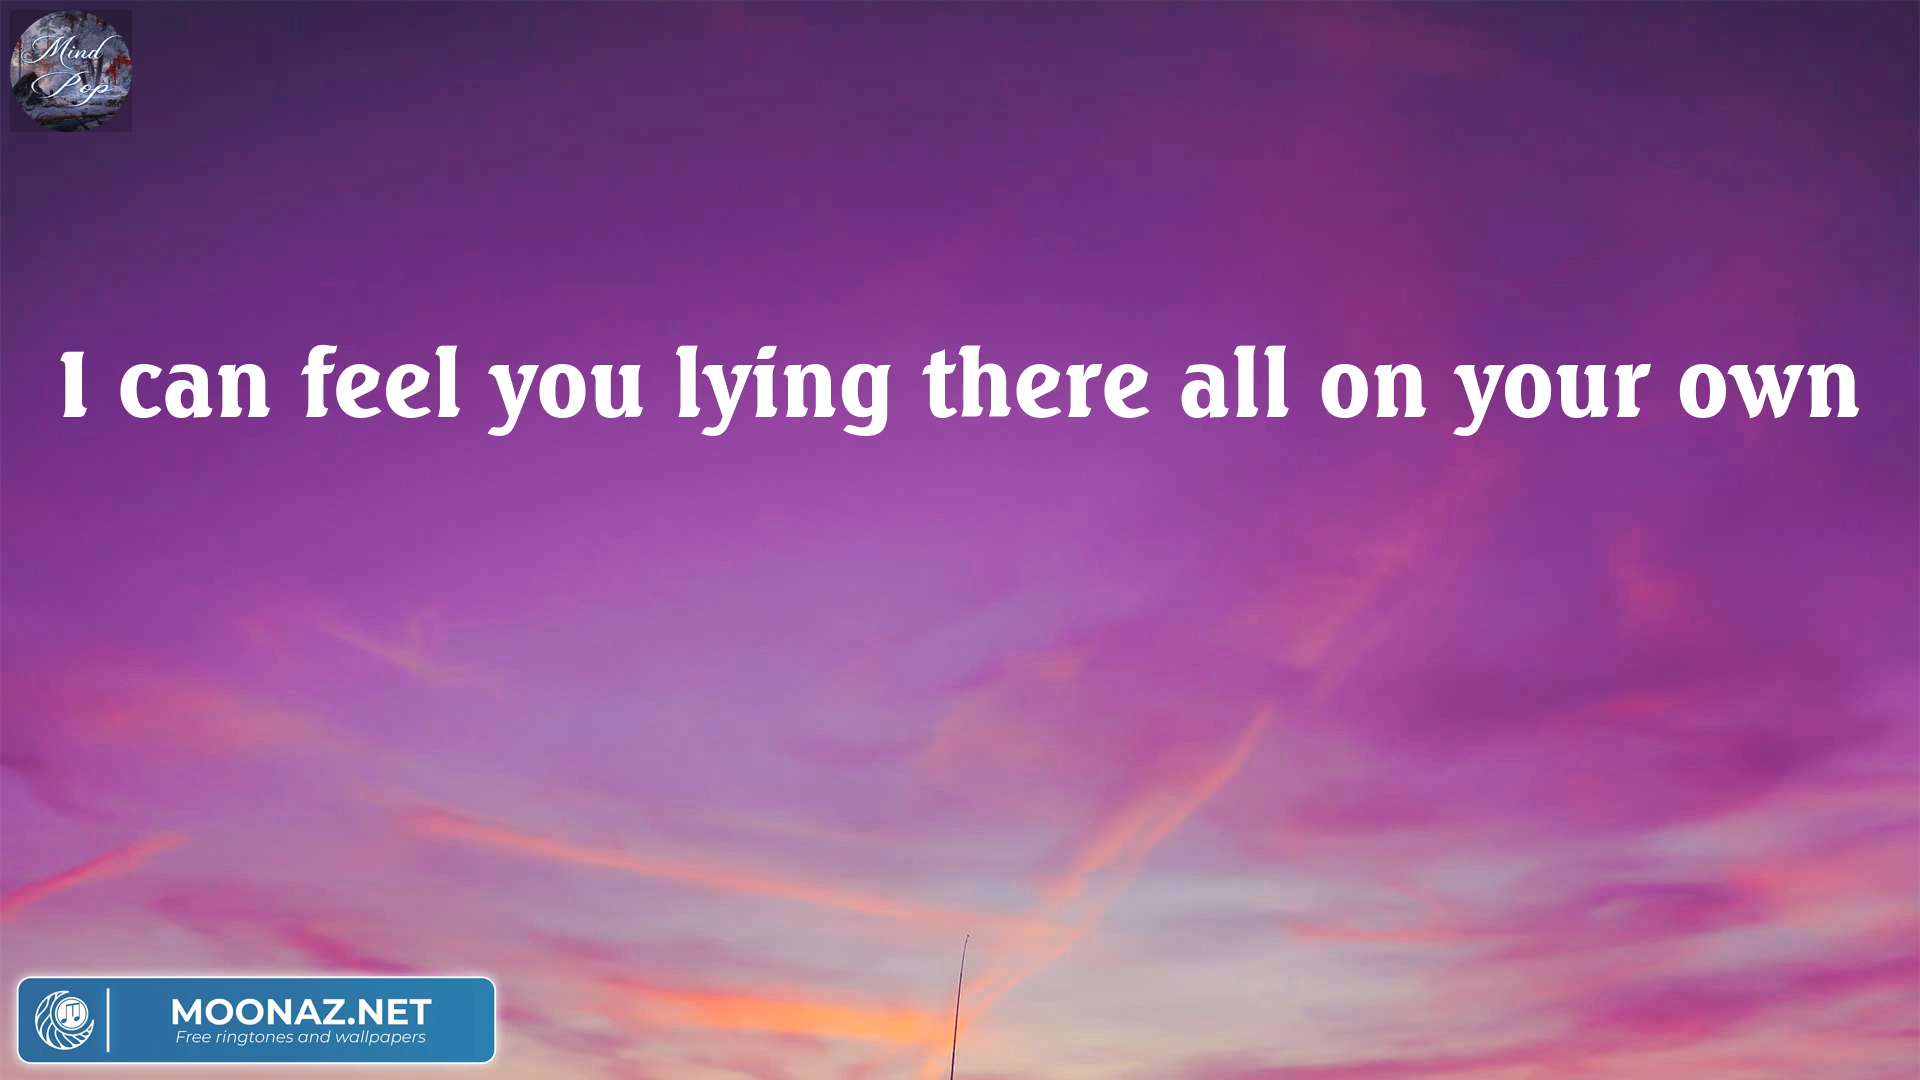 Mind
Pop
I can feel you lying there all on your own
MOONAZ.NET
Free ringtones and wallpapers